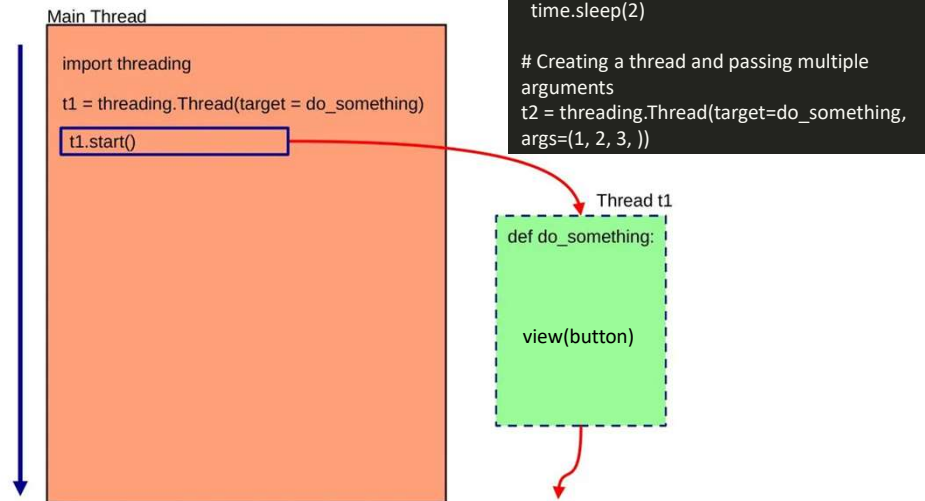 Main Thread
import threading
t1 = threading.Thread(target = do_something)
t1.start()
time.sleep(2)
# Creating a thread and passing multiple
arguments
t2 = threading.Thread(target=do_something,
args=(1, 2, 3, ))
Thread t1
def do_something:
view(button)